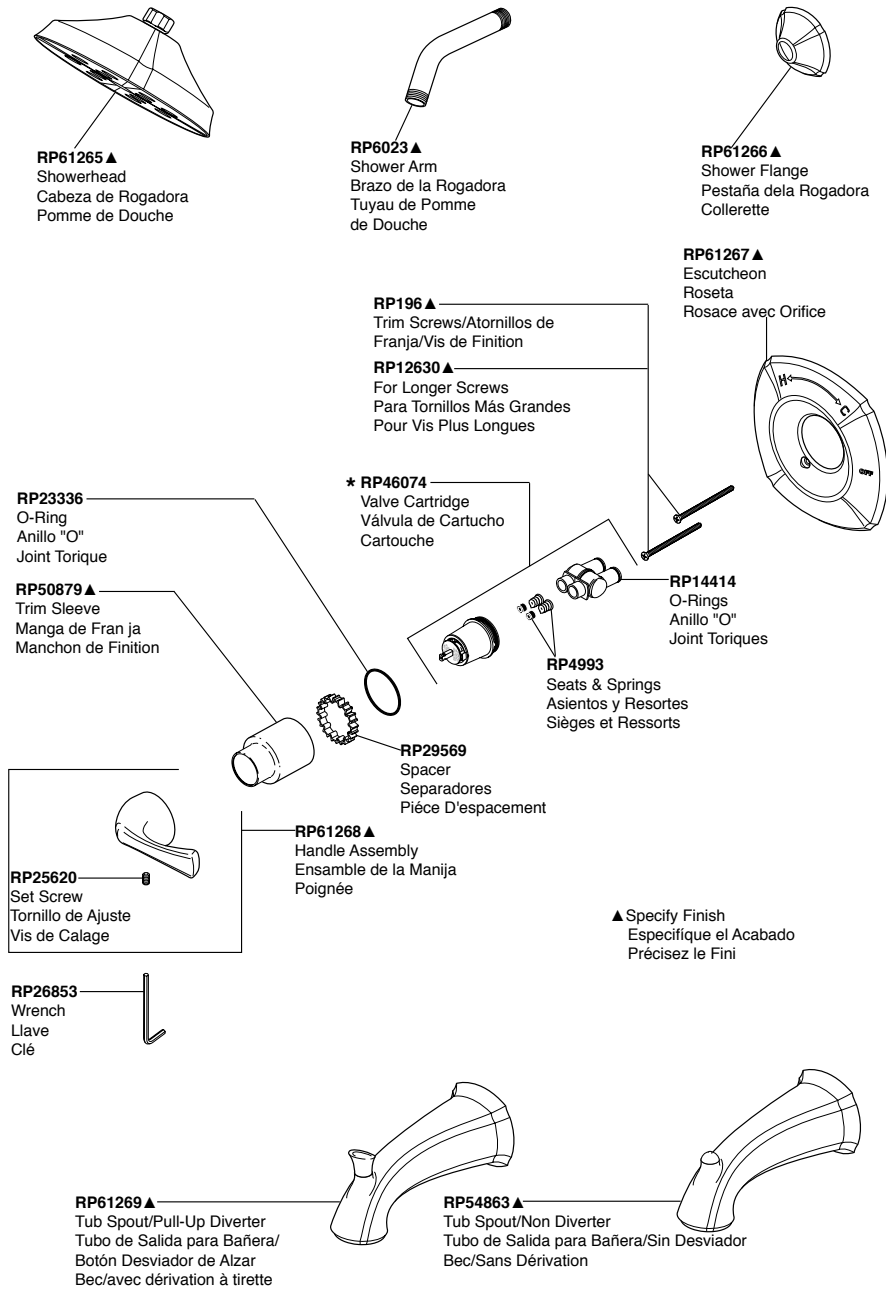 RP61265▲
Showerhead
Cabeza de Rogadora
Pomme de Douche
RP6023▲
Shower Arm
Brazo de la Rogadora
Tuyau de Pomme
de Douche
RP61266▲
Shower Flange
Pestaña dela Rogadora
Collerette
RP61267▲
Escutcheon
Roseta
Rosace avec Orifice
H
C
OFF
RP196▲
Trim Screws/Atornillos de
Franja/Vis de Finition
RP12630▲
For Longer Screws
Para Tornillos Más Grandes
Pour Vis Plus Longues
* RP46074
Valve Cartridge
Válvula de Cartucho
Cartouche
RP23336
O-Ring
Anillo "O"
Joint Torique
RP50879▲
Trim Sleeve
Manga de Fran ja
Manchon de Finition
RP14414
O-Rings
Anillo "O"
Joint Toriques
RP4993
Seats & Springs
Asientos y Resortes
Sièges et Ressorts
RP29569
Spacer
Separadores
Piéce D'espacement
RP61268▲
Handle Assembly
Ensamble de la Manija
Poignée
RP25620
Set Screw
Tornillo de Ajuste
Vis de Calage
▲Specify Finish
Especifíque el Acabado
Précisez le Fini
RP26853
Wrench
Llave
Clé
RP61269▲
Tub Spout/Pull-Up Diverter
Tubo de Salida para Bañera/
Botón Desviador de Alzar
Bec/avec dérivation à tirette
RP54863▲
Tub Spout/Non Diverter
Tubo de Salida para Bañera/Sin Desviador
Bec/Sans Dérivation